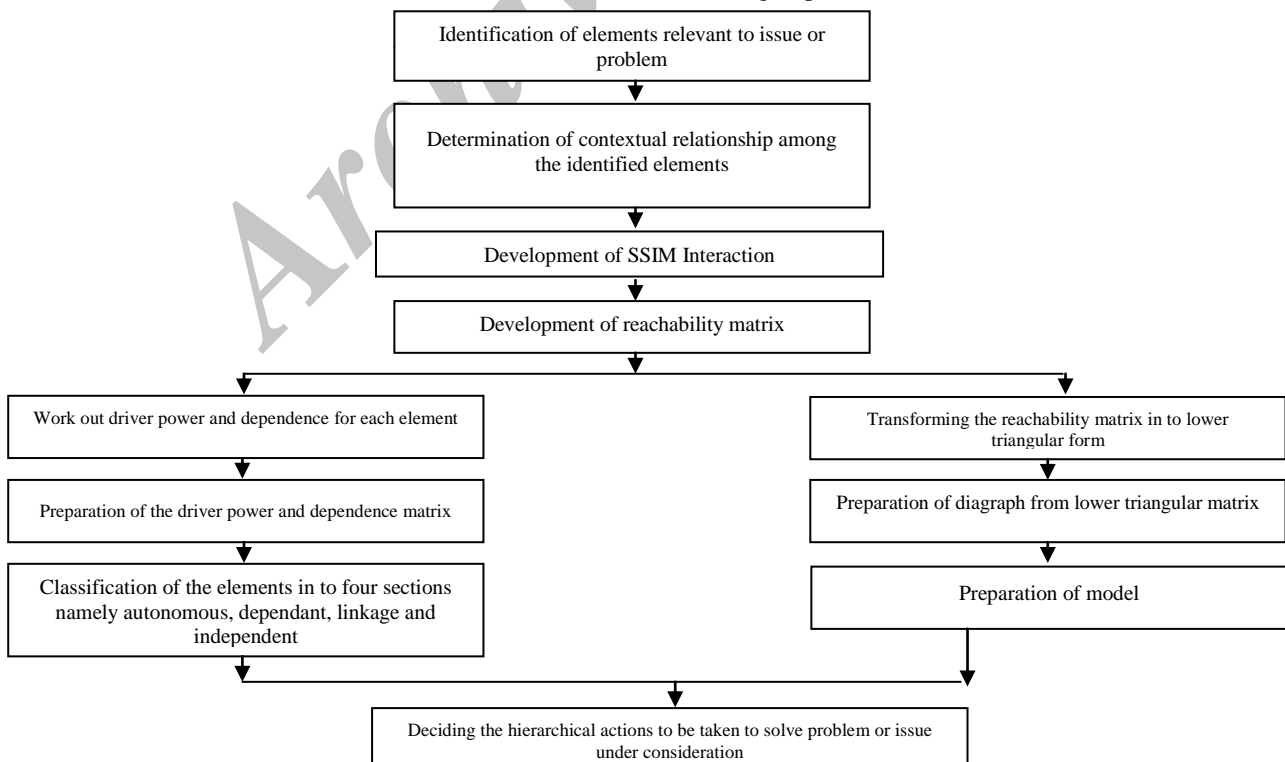 Identification of elements relevant to issue or
problem
Determination of contextual relationship among
the identified elements
Development of SSIM Interaction
Development of reachability matrix
Work out driver power and dependence for each element
Transforming the reachability matrix in to lower
triangular form
Preparation of the driver power and dependence matrix
Preparation of diagraph from lower triangular matrix
Classification of the elements in to four sections
namely autonomous, dependant, linkage and
independent
Preparation of model
Deciding the hierarchical actions to be taken to solve problem or issue
under consideration